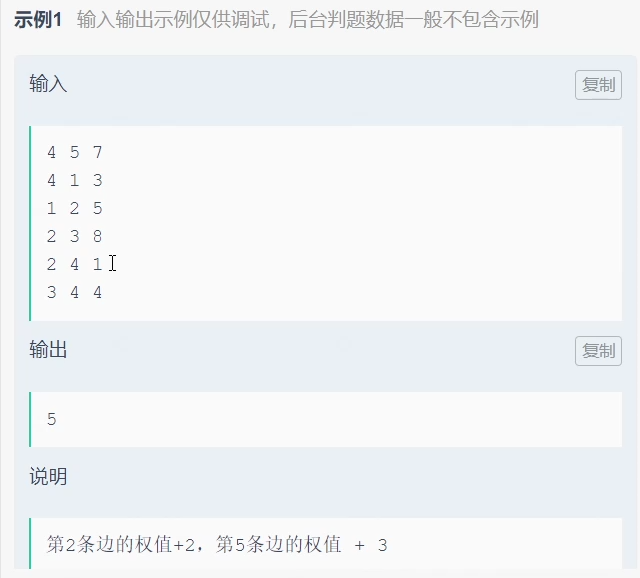 示例1 输入输出示例仅供调试，后台判题数据一般不包含示例
输入
复制
4 5 7
4 1 3
1 2 5
2 3 8
2 4 1
3 4 4
输出
复制
5
说明
第2条边的权值+2，第5条边的权值 + 3